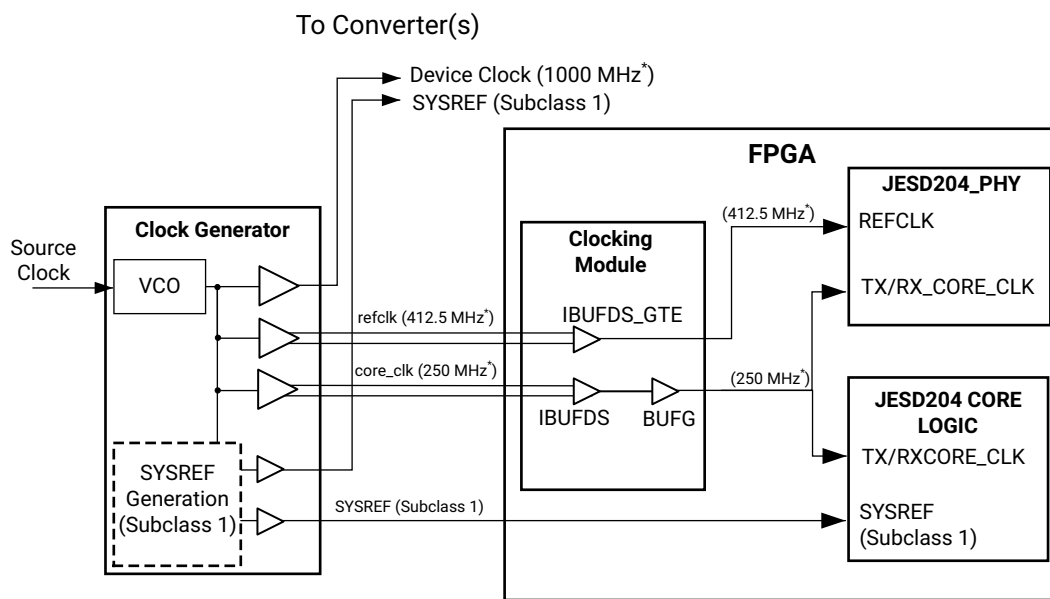 To Converter(s)
Device Clock (1000 MHz*)
SYSREF (Subclass 1)
FPGA
JESD204_PHY
REFCLK
TX/RX_CORE_CLK
(412.5 MHz*)
Clock Generator
Source
Clock
VCO
Clocking
Module
IBUFDS_GTE
refclk (412.5 MHz*)
core_clk (250 MHz*)
IBUFDS
BUFG
(250 MHz*)
JESD204 CORE
LOGIC
TX/RXCORE_CLK
SYSREF
(Subclass 1)
SYSREF
Generation
(Subclass 1)
SYSREF (Subclass 1)